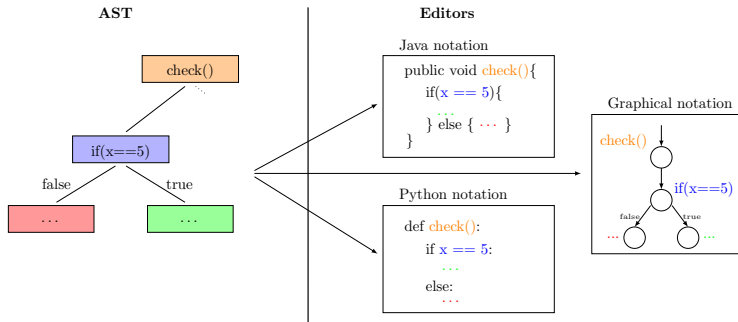 AST
Editors
check()
if(x==5)
false
true
...
...
Java notation
public void check(){
if(x == 5){
...
} else { ... }
}
Python notation
def check():
if x == 5:
...
else:
...
Graphical notation
check()
if(x==5)
false
true
...
...